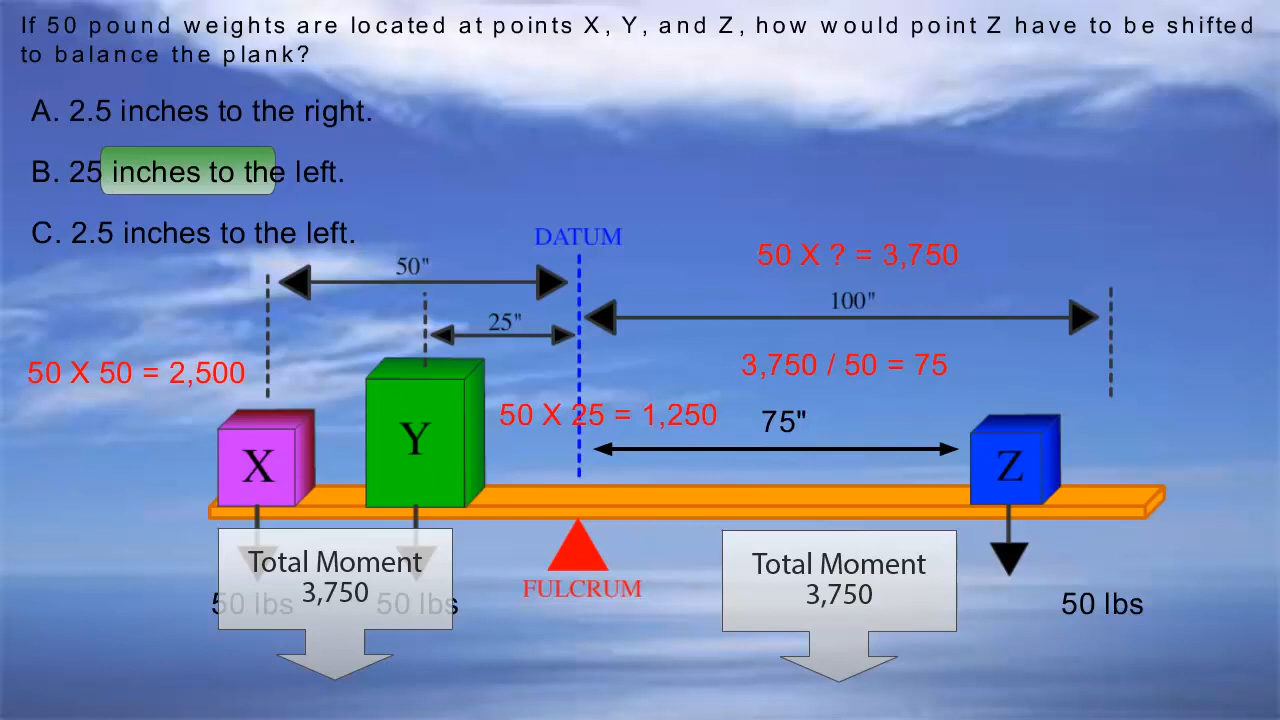 If 50 pound weights are located at points X, Y, and Z, how would point Z have to be shifted
to balance the plank?
A. 2.5 inches to the right.
B. 25 inches to the left.
C. 2.5 inches to the left.
DATUM
50 X ? = 3,750
50"
100"
25"
50 X 50 = 2,500
3,750 / 50 = 75
50 X 25 = 1,250
75"
X
Y
Z
Total Moment
3,750
FULCRUM
Total Moment
3,750
50 lbs
50 lbs
50 lbs